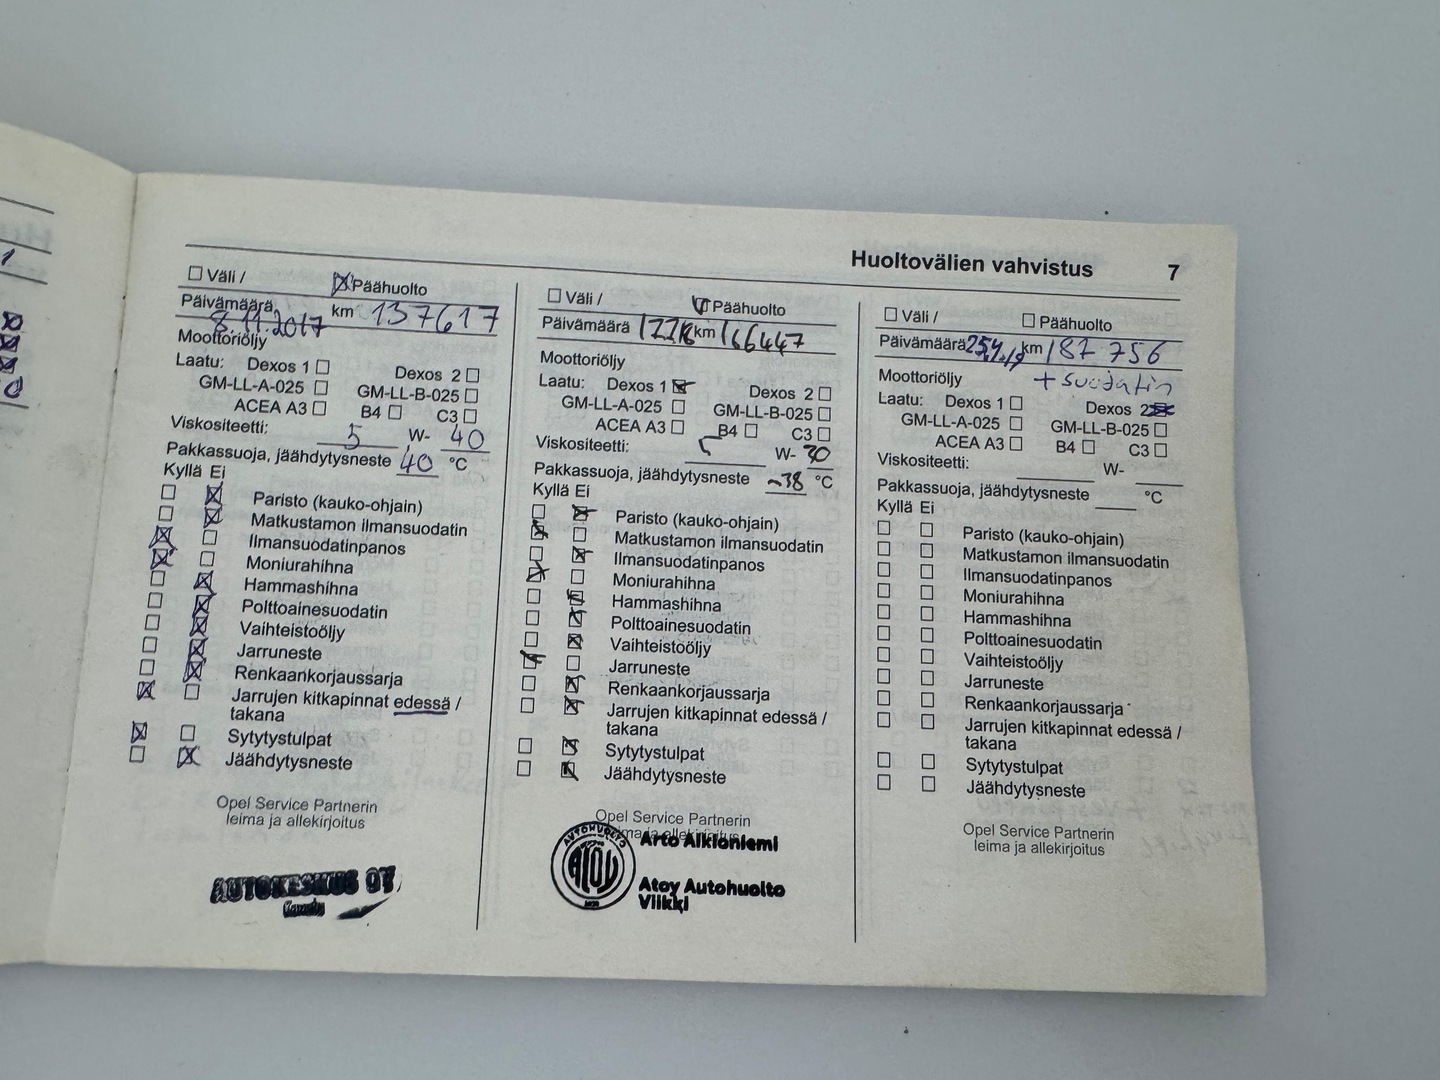 Huoltovälien vahvistus 7
Väli / Päähuolto
Päivämäärä 8.11.2017 km 137617
Moottoriöljy
Laatu: Dexos 1 Dexos 2
GM-LL-A-025 GM-LL-B-025
ACEA A3 B4 C3
Viskositeetti: 5 W- 40
Pakkassuoja, jäähdytysneste 40 °C
Kyllä Ei
Paristo (kauko-ohjain)
Matkustamon ilmansuodatin
Ilmansuodatinpanos
Moniurahihna
Hammashihna
Polttoainesuodatin
Vaihteistoöljy
Jarruneste
Renkaankorjaussarja
Jarrujen kitkapinnat edessä /
takana
Sytytystulpat
Jäähdytysneste
Opel Service Partnerin
leima ja allekirjoitus
AUTOKESKUS OY
Väli / Päähuolto
Päivämäärä km 166447
Moottoriöljy
Laatu: Dexos 1 Dexos 2
GM-LL-A-025 GM-LL-B-025
ACEA A3 B4 C3
Viskositeetti: 5 W- 30
Pakkassuoja, jäähdytysneste -38 °C
Kyllä Ei
Paristo (kauko-ohjain)
Matkustamon ilmansuodatin
Ilmansuodatinpanos
Moniurahihna
Hammashihna
Polttoainesuodatin
Vaihteistoöljy
Jarruneste
Renkaankorjaussarja
Jarrujen kitkapinnat edessä /
takana
Sytytystulpat
Jäähdytysneste
Opel Service Partnerin
leima ja allekirjoitus
AUTOHUOLTO
ATOY
Arto Alkioniemi
Atoy Autohuolto
Viikki
Väli / Päähuolto
Päivämäärä km 187 756
Moottoriöljy + suodatin
Laatu: Dexos 1 Dexos 2
GM-LL-A-025 GM-LL-B-025
ACEA A3 B4 C3
Viskositeetti: W-
Pakkassuoja, jäähdytysneste °C
Kyllä Ei
Paristo (kauko-ohjain)
Matkustamon ilmansuodatin
Ilmansuodatinpanos
Moniurahihna
Hammashihna
Polttoainesuodatin
Vaihteistoöljy
Jarruneste
Renkaankorjaussarja
Jarrujen kitkapinnat edessä /
takana
Sytytystulpat
Jäähdytysneste
Opel Service Partnerin
leima ja allekirjoitus